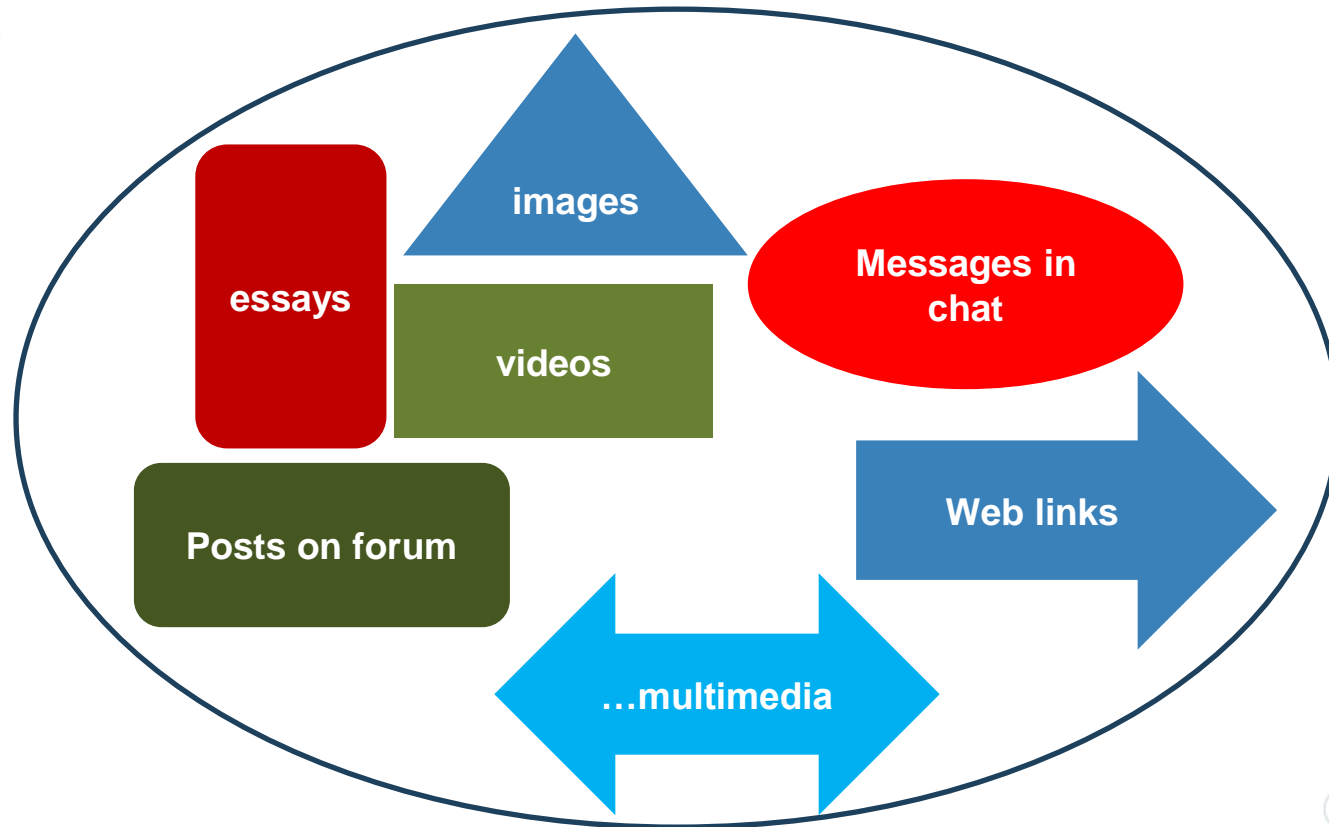 images
essays
Messages in
chat
videos
Web links
Posts on forum
…multimedia